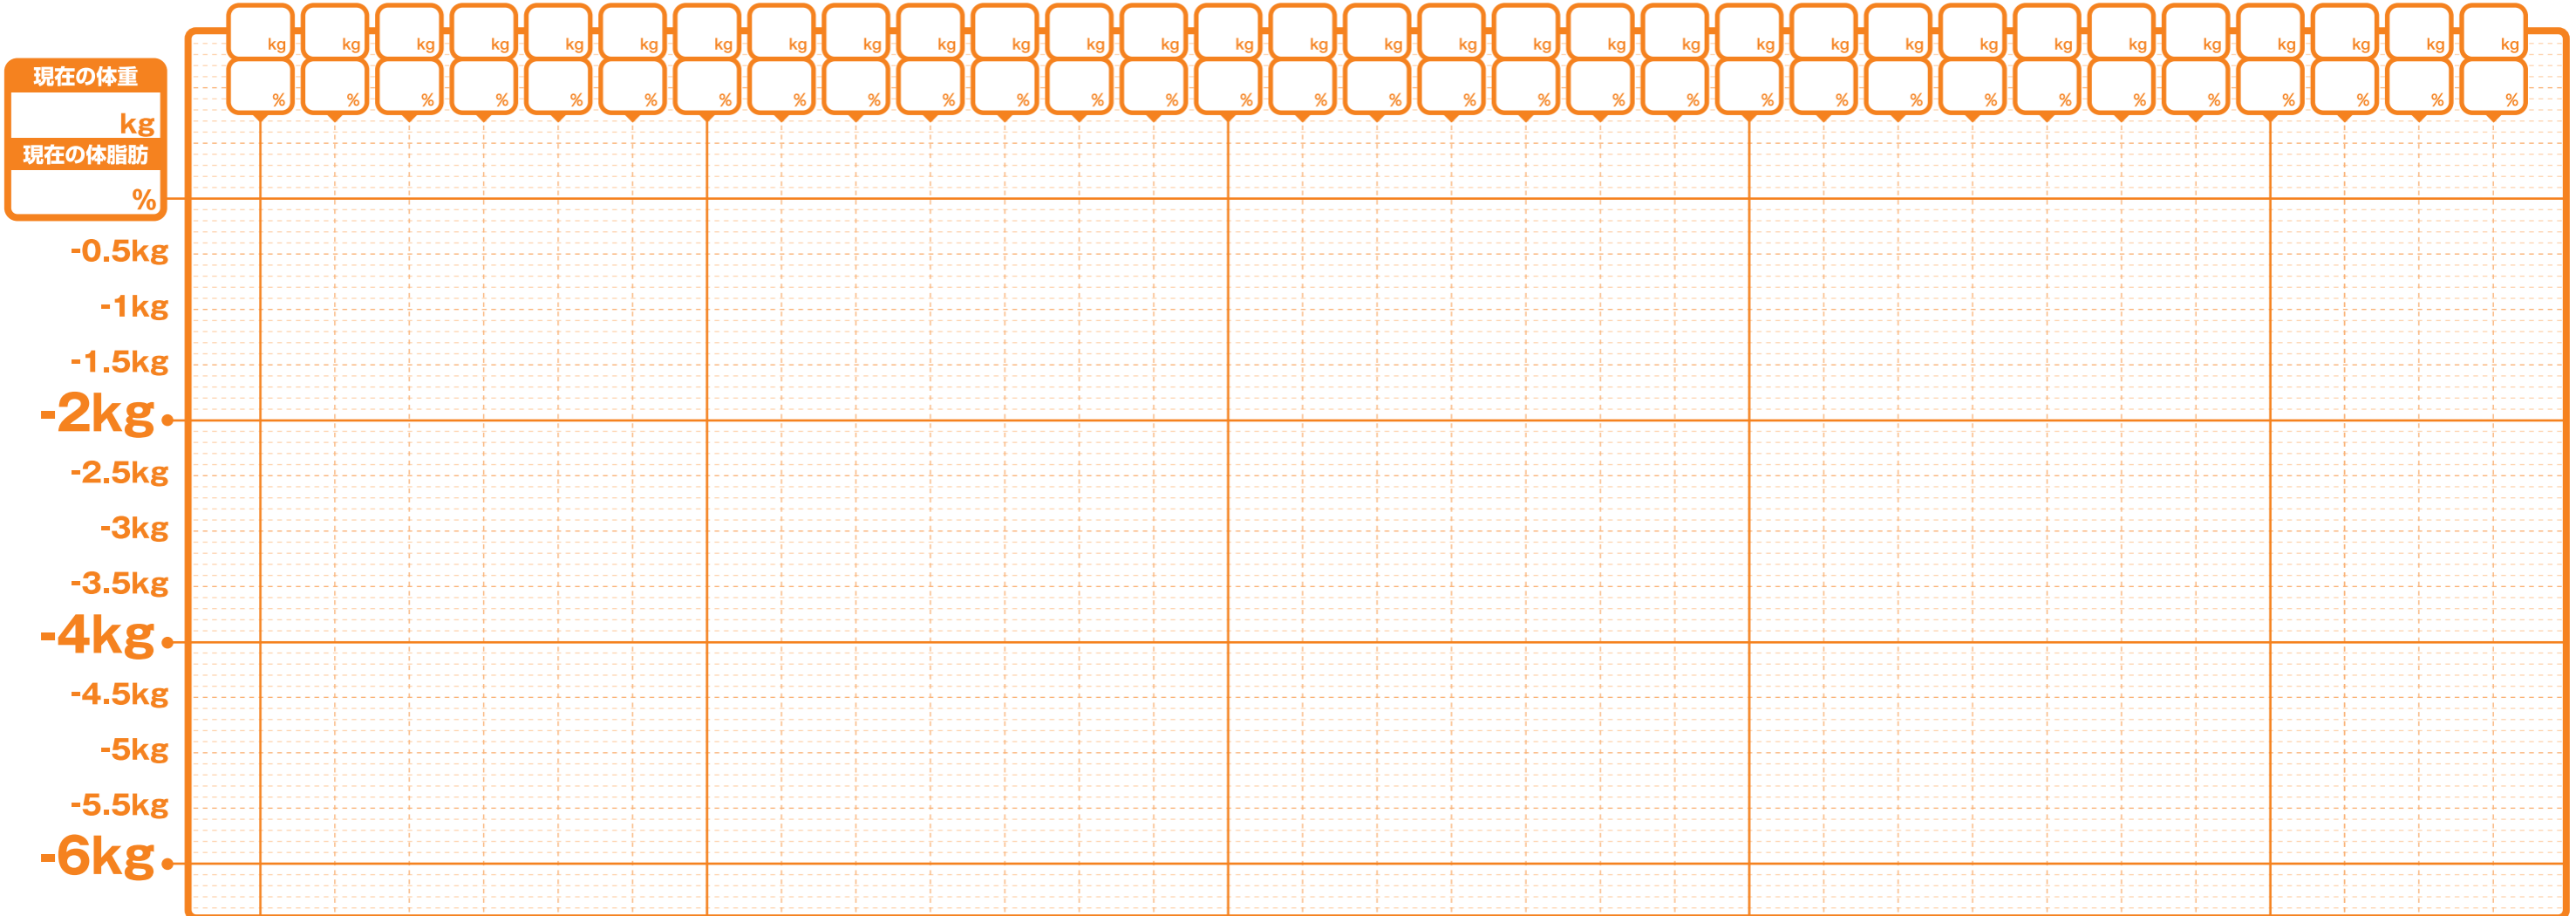 kg kg kg kg kg kg kg kg kg kg kg kg kg kg kg kg kg kg kg kg kg kg kg kg kg kg kg kg kg kg kg
% % % % % % % % % % % % % % % % % % % % % % % % % % % % % % %
現在の体重
kg
現在の体脂肪
%
-0.5kg
-1kg
-1.5kg
-2kg
-2.5kg
-3kg
-3.5kg
-4kg
-4.5kg
-5kg
-5.5kg
-6kg